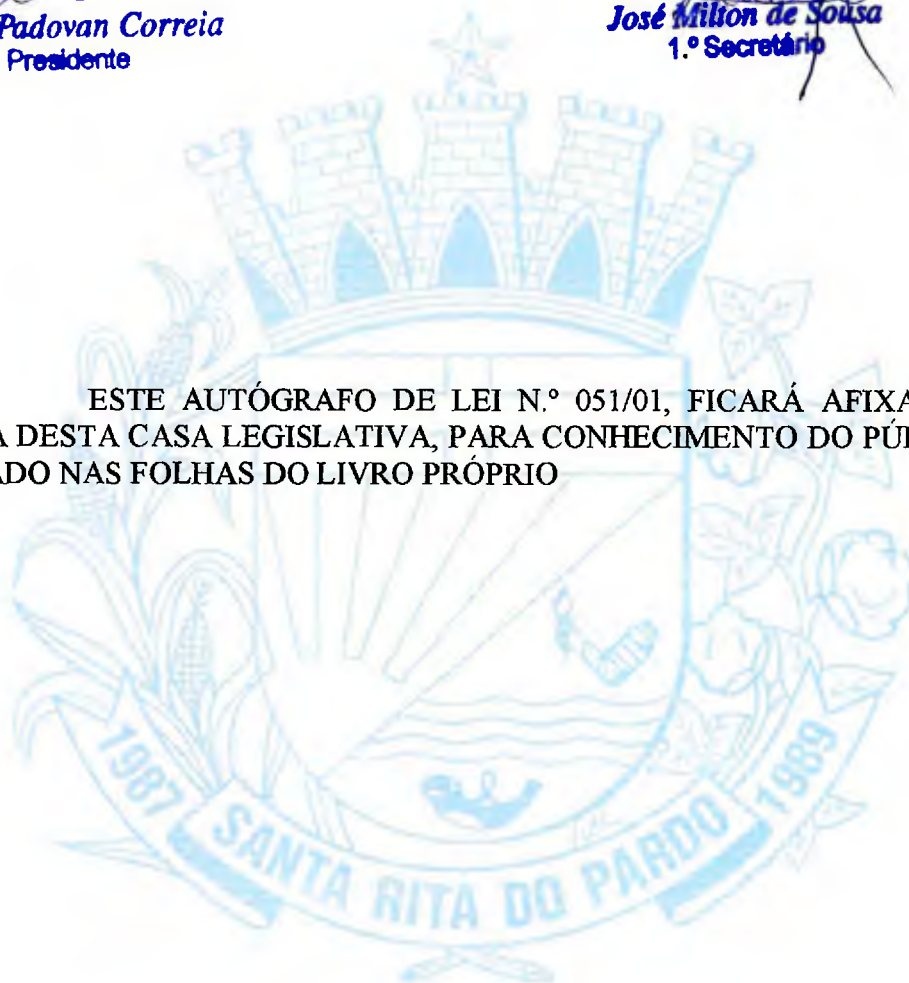 Padovan Correia
Presidente
José Milton de Sousa
1.º Secretário
ESTE AUTÓGRAFO DE LEI N.º 051/01, FICARÁ AFIXA
A DESTA CASA LEGISLATIVA, PARA CONHECIMENTO DO PÚ
ADO NAS FOLHAS DO LIVRO PRÓPRIO
1987 SANTA RITA DO PARDO 1989